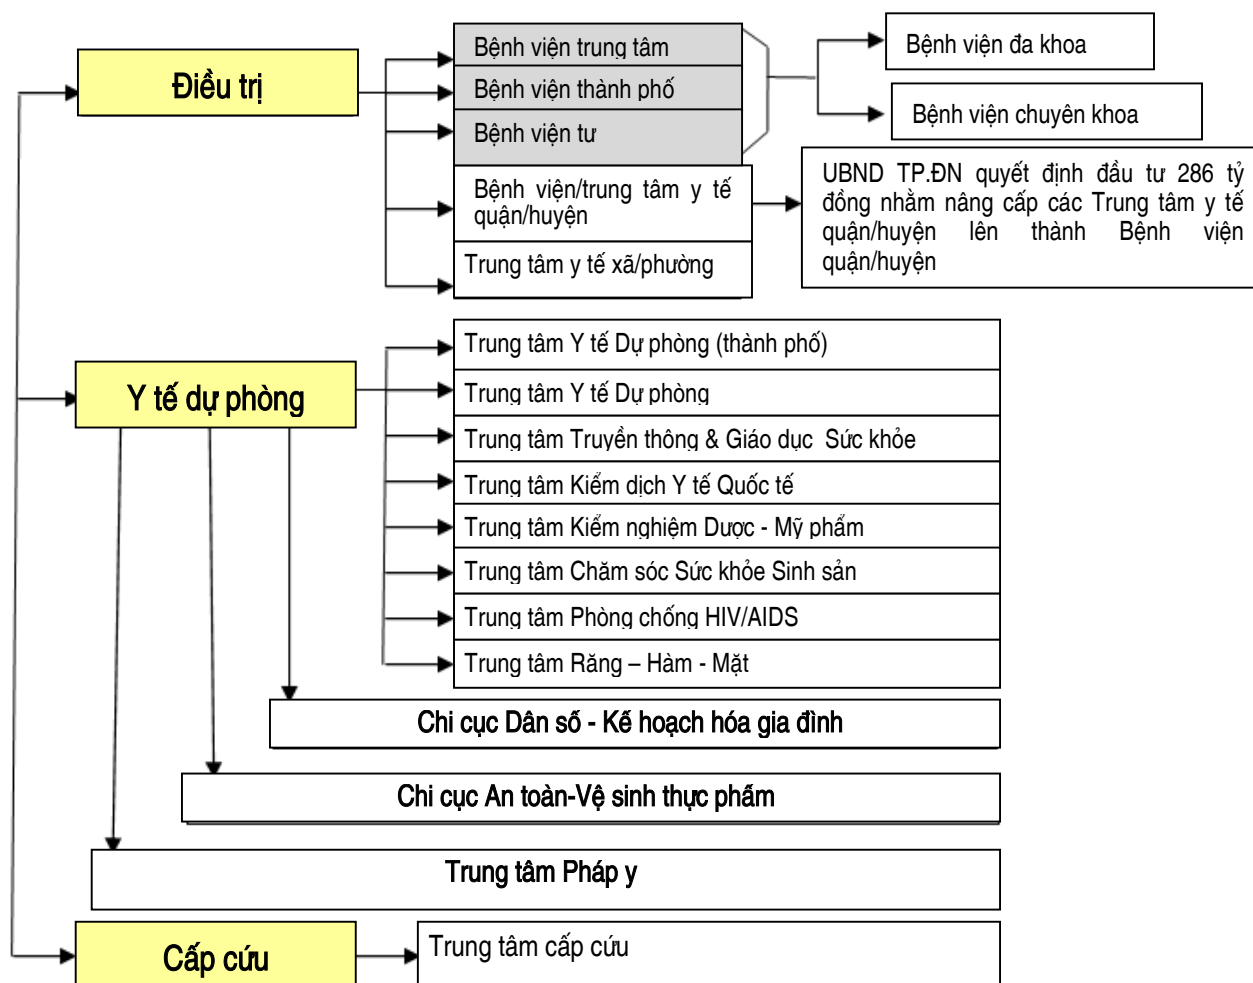 Điều trị
Bệnh viện trung tâm
Bệnh viện thành phố
Bệnh viện tư
Bệnh viện/trung tâm y tế
quận/huyện
Trung tâm y tế xã/phường
Bệnh viện đa khoa
Bệnh viện chuyên khoa
UBND TP.ĐN quyết định đầu tư 286 tỷ
đồng nhằm nâng cấp các Trung tâm y tế
quận/huyện lên thành Bệnh viện
quận/huyện
Y tế dự phòng
Trung tâm Y tế Dự phòng (thành phố)
Trung tâm Y tế Dự phòng
Trung tâm Truyền thông & Giáo dục Sức khỏe
Trung tâm Kiểm dịch Y tế Quốc tế
Trung tâm Kiểm nghiệm Dược - Mỹ phẩm
Trung tâm Chăm sóc Sức khỏe Sinh sản
Trung tâm Phòng chống HIV/AIDS
Trung tâm Răng – Hàm - Mặt
Chi cục Dân số - Kế hoạch hóa gia đình
Chi cục An toàn-Vệ sinh thực phẩm
Trung tâm Pháp y
Cấp cứu
Trung tâm cấp cứu